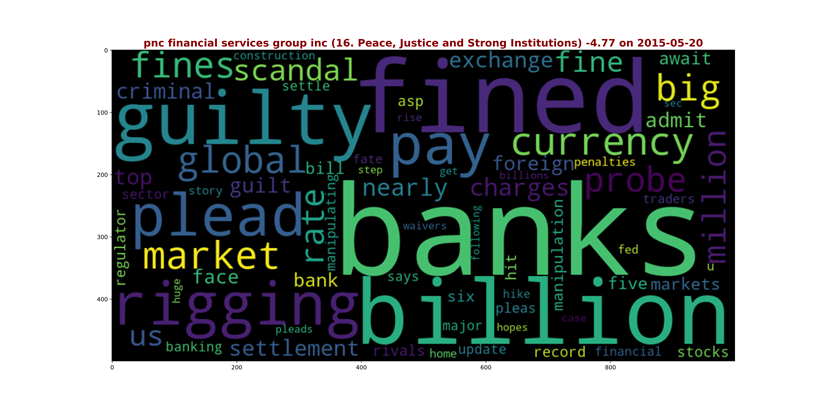 pnc financial services group inc (16. Peace, Justice and Strong Institutions) -4.77 on 2015-05-20
0
100
200
300
400
0
200
400
600
800
fines
construction
scandal
settle
criminal
guilty
fined
exchange
fine
await
big
sec
admit
asp
rise
pay
currency
global
bill
fate
step
get
foreign
penalties
billions
top
sector
story
guilt
nearly
charges
probe
traders
million
plead
rate
manipulating
banks
waivers
following
manipulation
fed
regulator
market
face
bank
says
hit
five
markets
huge
rigging
billion
six
hike
pleas
major
hopes
case
us
pleads
banking
settlement
rivals
home
update
record
financial
stocks